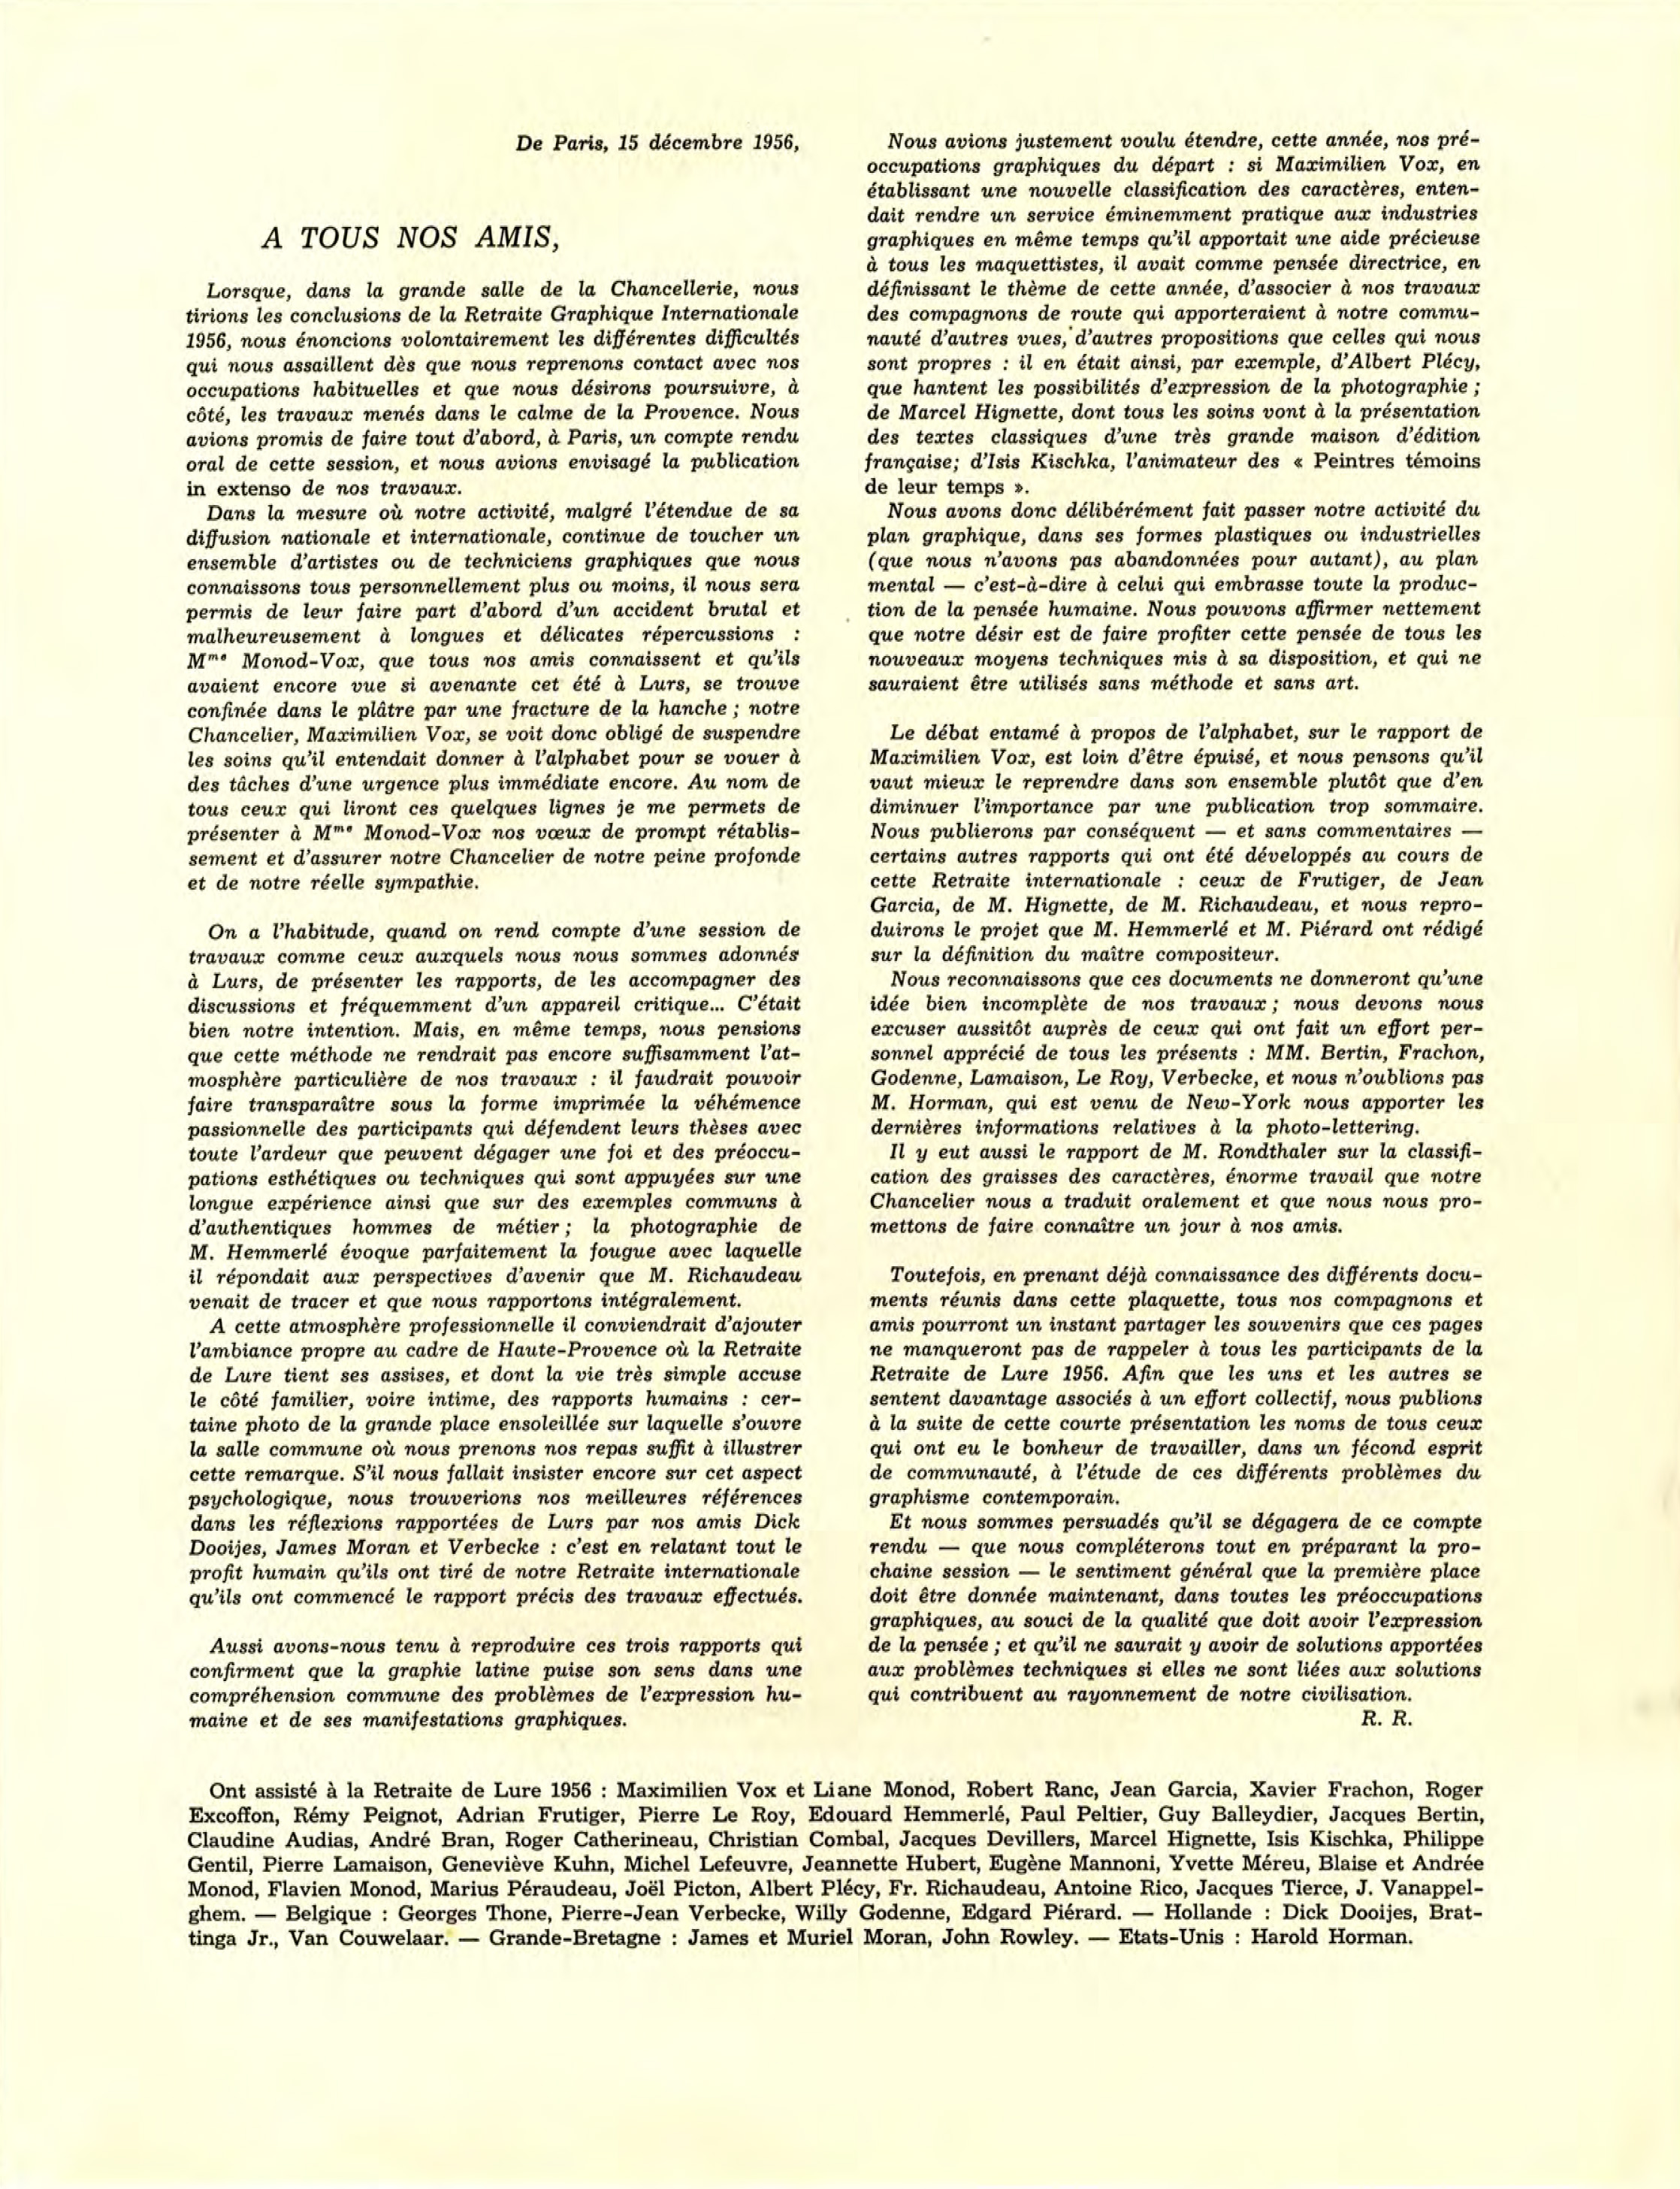 De Paris, 15 décembre 1956,
A TOUS NOS AMIS,
Lorsque, dans la grande salle de la Chancellerie, nous
tirions les conclusions de la Retraite Graphique Internationale
1956, nous énoncions volontairement les différentes difficultés
qui nous assaillent dès que nous reprenons contact avec nos
occupations habituelles et que nous désirons poursuivre, à
côté, les travaux menés dans le calme de la Provence. Nous
avions promis de faire tout d'abord, à Paris, un compte rendu
oral de cette session, et nous avions envisagé la publication
in extenso de nos travaux.
Dans la mesure où notre activité, malgré l'étendue de sa
diffusion nationale et internationale, continue de toucher un
ensemble d'artistes ou de techniciens graphiques que nous
connaissons tous personnellement plus ou moins, il nous sera
permis de leur faire part d'abord d'un accident brutal et
malheureusement à longues et délicates répercussions :
Mme Monod-Vox, que tous nos amis connaissent et qu'ils
avaient encore vue si avenante cet été à Lurs, se trouve
confinée dans le plâtre par une fracture de la hanche ; notre
Chancelier, Maximilien Vox, se voit donc obligé de suspendre
les soins qu'il entendait donner à l'alphabet pour se vouer à
des tâches d'une urgence plus immédiate encore. Au nom de
tous ceux qui liront ces quelques lignes je me permets de
présenter à Mme Monod-Vox nos vœux de prompt rétablis-
sement et d'assurer notre Chancelier de notre peine profonde
et de notre réelle sympathie.
On a l'habitude, quand on rend compte d'une session de
travaux comme ceux auxquels nous nous sommes adonnés
à Lurs, de présenter les rapports, de les accompagner des
discussions et fréquemment d'un appareil critique... C'était
bien notre intention. Mais, en même temps, nous pensions
que cette méthode ne rendrait pas encore suffisamment l'at-
mosphère particulière de nos travaux : il faudrait pouvoir
faire transparaître sous la forme imprimée la véhémence
passionnelle des participants qui défendent leurs thèses avec
toute l'ardeur que peuvent dégager une foi et des préoccu-
pations esthétiques ou techniques qui sont appuyées sur une
longue expérience ainsi que sur des exemples communs à
d'authentiques hommes de métier ; la photographie de
M. Hemmerlé évoque parfaitement la fougue avec laquelle
il répondait aux perspectives d'avenir que M. Richaudeau
venait de tracer et que nous rapportons intégralement.
A cette atmosphère professionnelle il conviendrait d'ajouter
l'ambiance propre au cadre de Haute-Provence où la Retraite
de Lure tient ses assises, et dont la vie très simple accuse
le côté familier, voire intime, des rapports humains : cer-
taine photo de la grande place ensoleillée sur laquelle s'ouvre
la salle commune où nous prenons nos repas suffit à illustrer
cette remarque. S'il nous fallait insister encore sur cet aspect
psychologique, nous trouverions nos meilleures références
dans les réflexions rapportées de Lurs par nos amis Dick
Dooijes, James Moran et Verbecke : c'est en relatant tout le
profit humain qu'ils ont tiré de notre Retraite internationale
qu'ils ont commencé le rapport précis des travaux effectués.
Aussi avons-nous tenu à reproduire ces trois rapports qui
confirment que la graphie latine puise son sens dans une
compréhension commune des problèmes de l'expression hu-
maine et de ses manifestations graphiques.
Nous avions justement voulu étendre, cette année, nos pré-
occupations graphiques du départ : si Maximilien Vox, en
établissant une nouvelle classification des caractères, enten-
dait rendre un service éminemment pratique aux industries
graphiques en même temps qu'il apportait une aide précieuse
à tous les maquettistes, il avait comme pensée directrice, en
définissant le thème de cette année, d'associer à nos travaux
des compagnons de route qui apporteraient à notre commu-
nauté d'autres vues, d'autres propositions que celles qui nous
sont propres : il en était ainsi, par exemple, d'Albert Plécy,
que hantent les possibilités d'expression de la photographie ;
de Marcel Hignette, dont tous les soins vont à la présentation
des textes classiques d'une très grande maison d'édition
française; d'Isis Kischka, l'animateur des « Peintres témoins
de leur temps ».
Nous avons donc délibérément fait passer notre activité du
plan graphique, dans ses formes plastiques ou industrielles
(que nous n'avons pas abandonnées pour autant), au plan
mental — c'est-à-dire à celui qui embrasse toute la produc-
tion de la pensée humaine. Nous pouvons affirmer nettement
que notre désir est de faire profiter cette pensée de tous les
nouveaux moyens techniques mis à sa disposition, et qui ne
sauraient être utilisés sans méthode et sans art.
Le débat entamé à propos de l'alphabet, sur le rapport de
Maximilien Vox, est loin d'être épuisé, et nous pensons qu'il
vaut mieux le reprendre dans son ensemble plutôt que d'en
diminuer l'importance par une publication trop sommaire.
Nous publierons par conséquent — et sans commentaires —
certains autres rapports qui ont été développés au cours de
cette Retraite internationale : ceux de Frutiger, de Jean
Garcia, de M. Hignette, de M. Richaudeau, et nous repro-
duirons le projet que M. Hemmerlé et M. Piérard ont rédigé
sur la définition du maître compositeur.
Nous reconnaissons que ces documents ne donneront qu'une
idée bien incomplète de nos travaux ; nous devons nous
excuser aussitôt auprès de ceux qui ont fait un effort per-
sonnel apprécié de tous les présents : MM. Bertin, Frachon,
Godenne, Lamaison, Le Roy, Verbecke, et nous n'oublions pas
M. Horman, qui est venu de New-York nous apporter les
dernières informations relatives à la photo-lettering.
Il y eut aussi le rapport de M. Rondthaler sur la classifi-
cation des graisses des caractères, énorme travail que notre
Chancelier nous a traduit oralement et que nous nous pro-
mettons de faire connaître un jour à nos amis.
Toutefois, en prenant déjà connaissance des différents docu-
ments réunis dans cette plaquette, tous nos compagnons et
amis pourront un instant partager les souvenirs que ces pages
ne manqueront pas de rappeler à tous les participants de la
Retraite de Lure 1956. Afin que les uns et les autres se
sentent davantage associés à un effort collectif, nous publions
à la suite de cette courte présentation les noms de tous ceux
qui ont eu le bonheur de travailler, dans un fécond esprit
de communauté, à l'étude de ces différents problèmes du
graphisme contemporain.
Et nous sommes persuadés qu'il se dégagera de ce compte
rendu — que nous compléterons tout en préparant la pro-
chaine session — le sentiment général que la première place
doit être donnée maintenant, dans toutes les préoccupations
graphiques, au souci de la qualité que doit avoir l'expression
de la pensée ; et qu'il ne saurait y avoir de solutions apportées
aux problèmes techniques si elles ne sont liées aux solutions
qui contribuent au rayonnement de notre civilisation.
R. R.
Ont assisté à la Retraite de Lure 1956 : Maximilien Vox et Liane Monod, Robert Ranc, Jean Garcia, Xavier Frachon, Roger
Excoffon, Rémy Peignot, Adrian Frutiger, Pierre Le Roy, Edouard Hemmerlé, Paul Peltier, Guy Balleydier, Jacques Bertin,
Claudine Audias, André Bran, Roger Catherineau, Christian Combal, Jacques Devillers, Marcel Hignette, Isis Kischka, Philippe
Gentil, Pierre Lamaison, Geneviève Kuhn, Michel Lefeuvre, Jeannette Hubert, Eugène Mannoni, Yvette Méreu, Blaise et Andrée
Monod, Flavien Monod, Marius Péraudeau, Joël Picton, Albert Plécy, Fr. Richaudeau, Antoine Rico, Jacques Tierce, J. Vanappel-
ghem. — Belgique : Georges Thone, Pierre-Jean Verbecke, Willy Godenne, Edgard Piérard. — Hollande : Dick Dooijes, Brat-
tinga Jr., Van Couwelaar. — Grande-Bretagne : James et Muriel Moran, John Rowley. — Etats-Unis : Harold Horman.